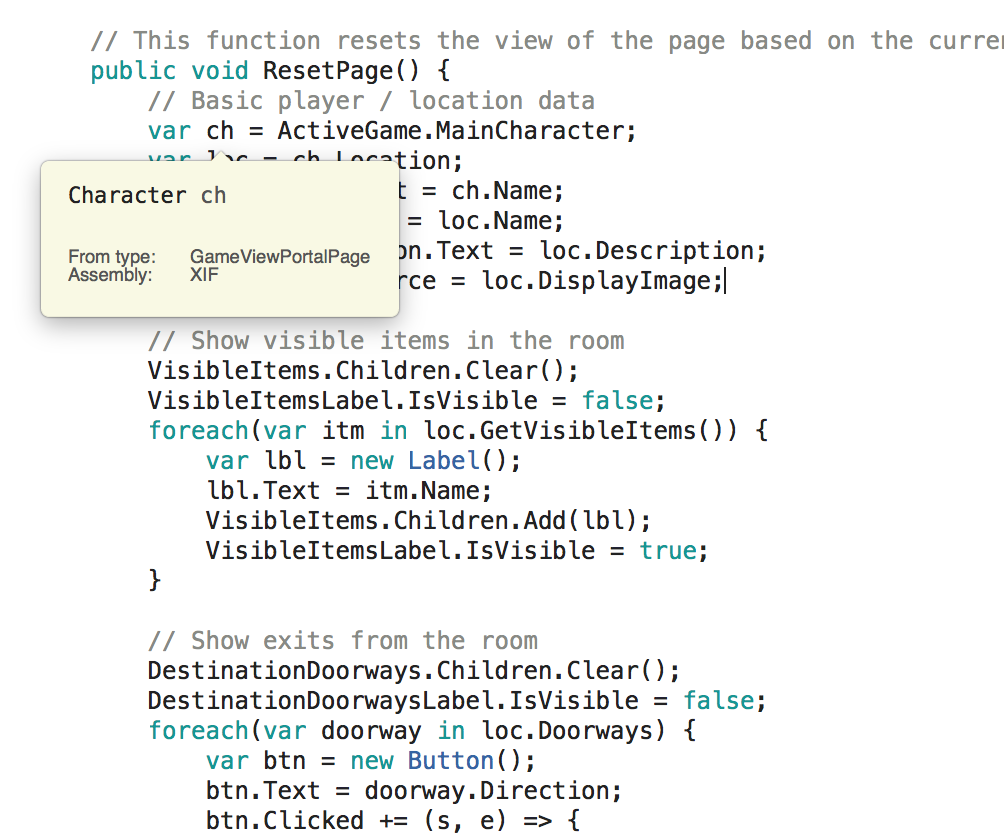 // This function resets the view of the page based on the
public void ResetPage() {
// Basic player / location data
var ch = ActiveGame.MainCharacter;
var loc = ch.Location;
Character ch
From type: GameViewPortalPage
Assembly: XIF
t = ch.Name;
= loc.Name;
on.Text = loc.Description;
rce = loc.DisplayImage;
// Show visible items in the room
VisibleItems.Children.Clear();
VisibleItemsLabel.IsVisible = false;
foreach(var itm in loc.GetVisibleItems()) {
var lbl = new Label();
lbl.Text = itm.Name;
VisibleItems.Children.Add(lbl);
VisibleItemsLabel.IsVisible = true;
}
// Show exits from the room
DestinationDoorways.Children.Clear();
DestinationDoorwaysLabel.IsVisible = false;
foreach(var doorway in loc.Doorways) {
var btn = new Button();
btn.Text = doorway.Direction;
btn.Clicked += (s, e) => {